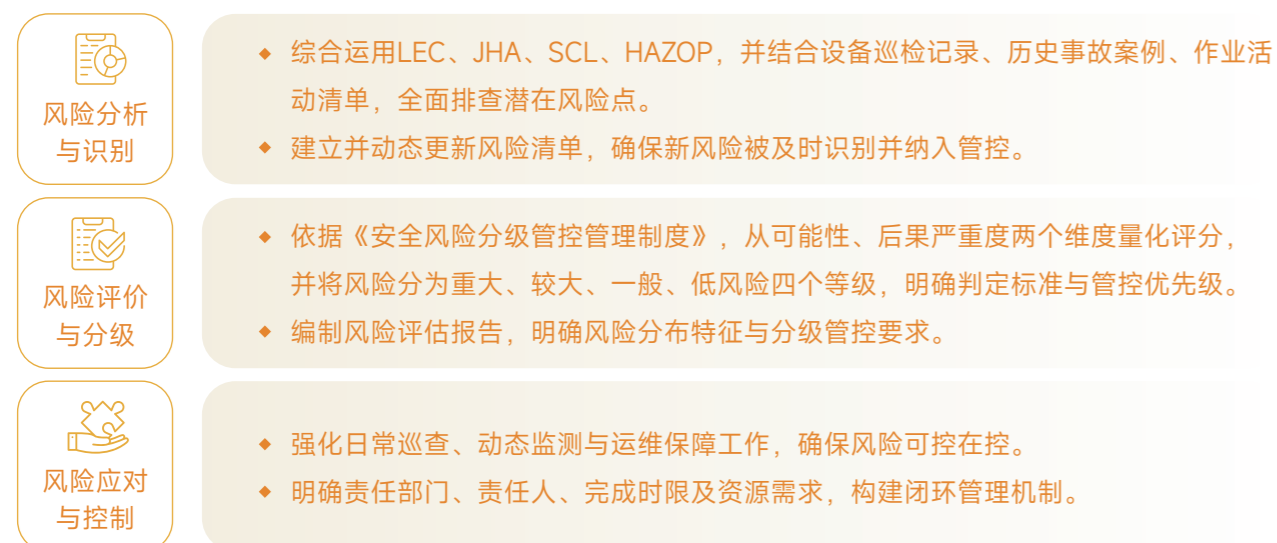 风险分析
与识别
综合运用LEC、JHA、SCL、HAZOP，并结合设备巡检记录、历史事故案例、作业活
动清单，全面排查潜在风险点。
建立并动态更新风险清单，确保新风险被及时识别并纳入管控。
风险评价
与分级
依据《安全风险分级管控管理制度》，从可能性、后果严重度两个维度量化评分，
并将风险分为重大、较大、一般、低风险四个等级，明确判定标准与管控优先级。
编制风险评估报告，明确风险分布特征与分级管控要求。
风险应对
与控制
强化日常巡查、动态监测与运维保障工作，确保风险可控在控。
明确责任部门、责任人、完成时限及资源需求，构建闭环管理机制。